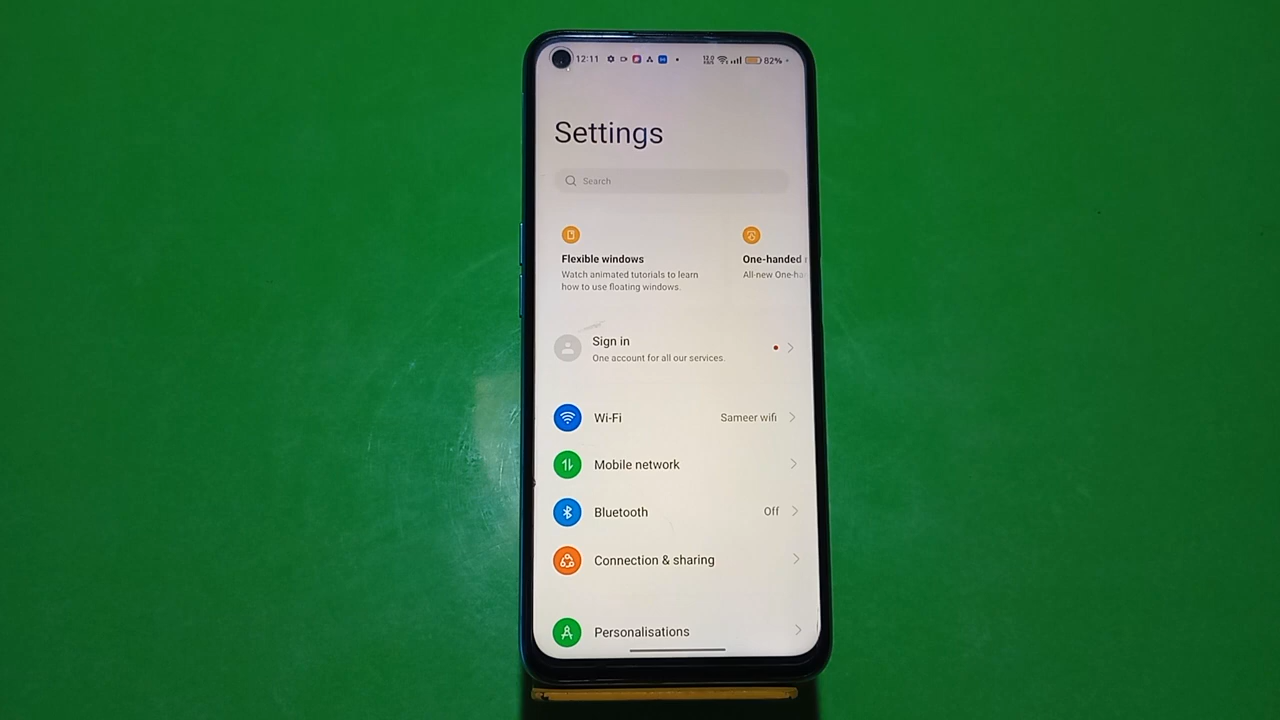 12:11
82%
Settings
Search
Flexible windows
Watch animated tutorials to learn
how to use floating windows.
One-handed
All-new One-ha
Sign in
One account for all our services.
Wi-Fi
Sameer wifi
Mobile network
Bluetooth
Off
Connection & sharing
Personalisations